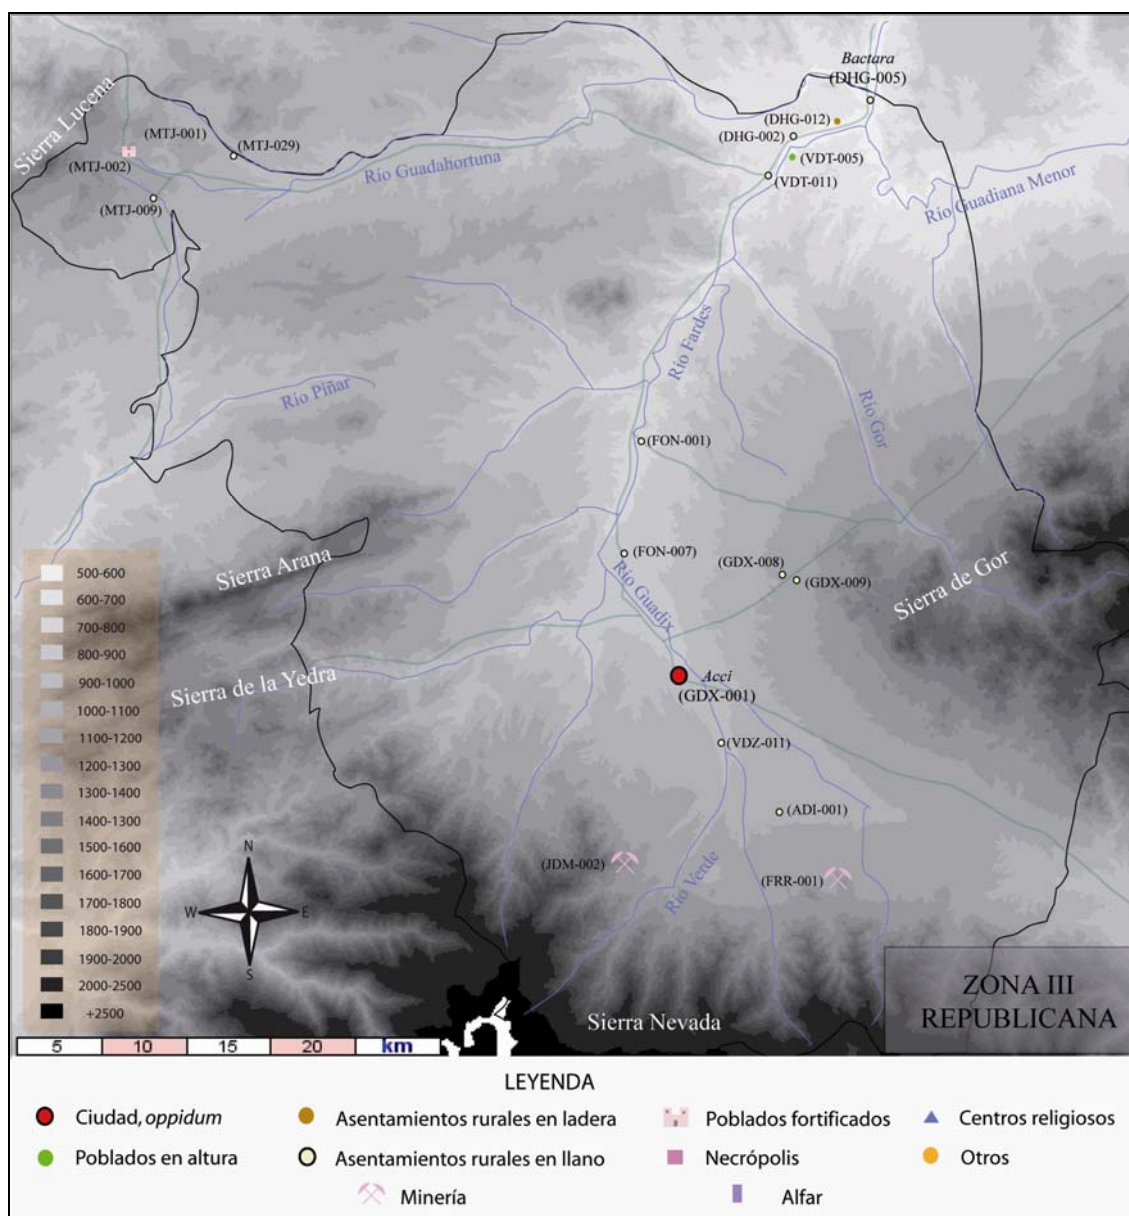 Bactara
(DHG-005)
Sierra Lucena
(MTJ-001)
(MTJ-029)
(DHG-012)
(DHG-002)
(MTJ-002)
Río Guadahortuna
(VDT-005)
(VDT-011)
Río Guadiana Menor
(MTJ-009)
Río Fardes
Río Piñar
Río Gor
(FON-001)
Sierra Arana
(FON-007)
(GDX-008)
(GDX-009)
Sierra de Gor
Río Guadix
Sierra de la Yedra
Acci
(GDX-001)
(VDZ-011)
(ADI-001)
(JDM-002)
Río Verde
(FRR-001)
Sierra Nevada
500-600
600-700
700-800
800-900
900-1000
1000-1100
1100-1200
1200-1300
1300-1400
1400-1300
1500-1600
1600-1700
1700-1800
1800-1900
1900-2000
2000-2500
+2500
N
W E
S
ZONA III
REPUBLICANA
5 10 15 20 km
LEYENDA
Ciudad, oppidum
Asentamientos rurales en ladera
Poblados fortificados
Centros religiosos
Poblados en altura
Asentamientos rurales en llano
Necrópolis
Otros
Minería
Alfar